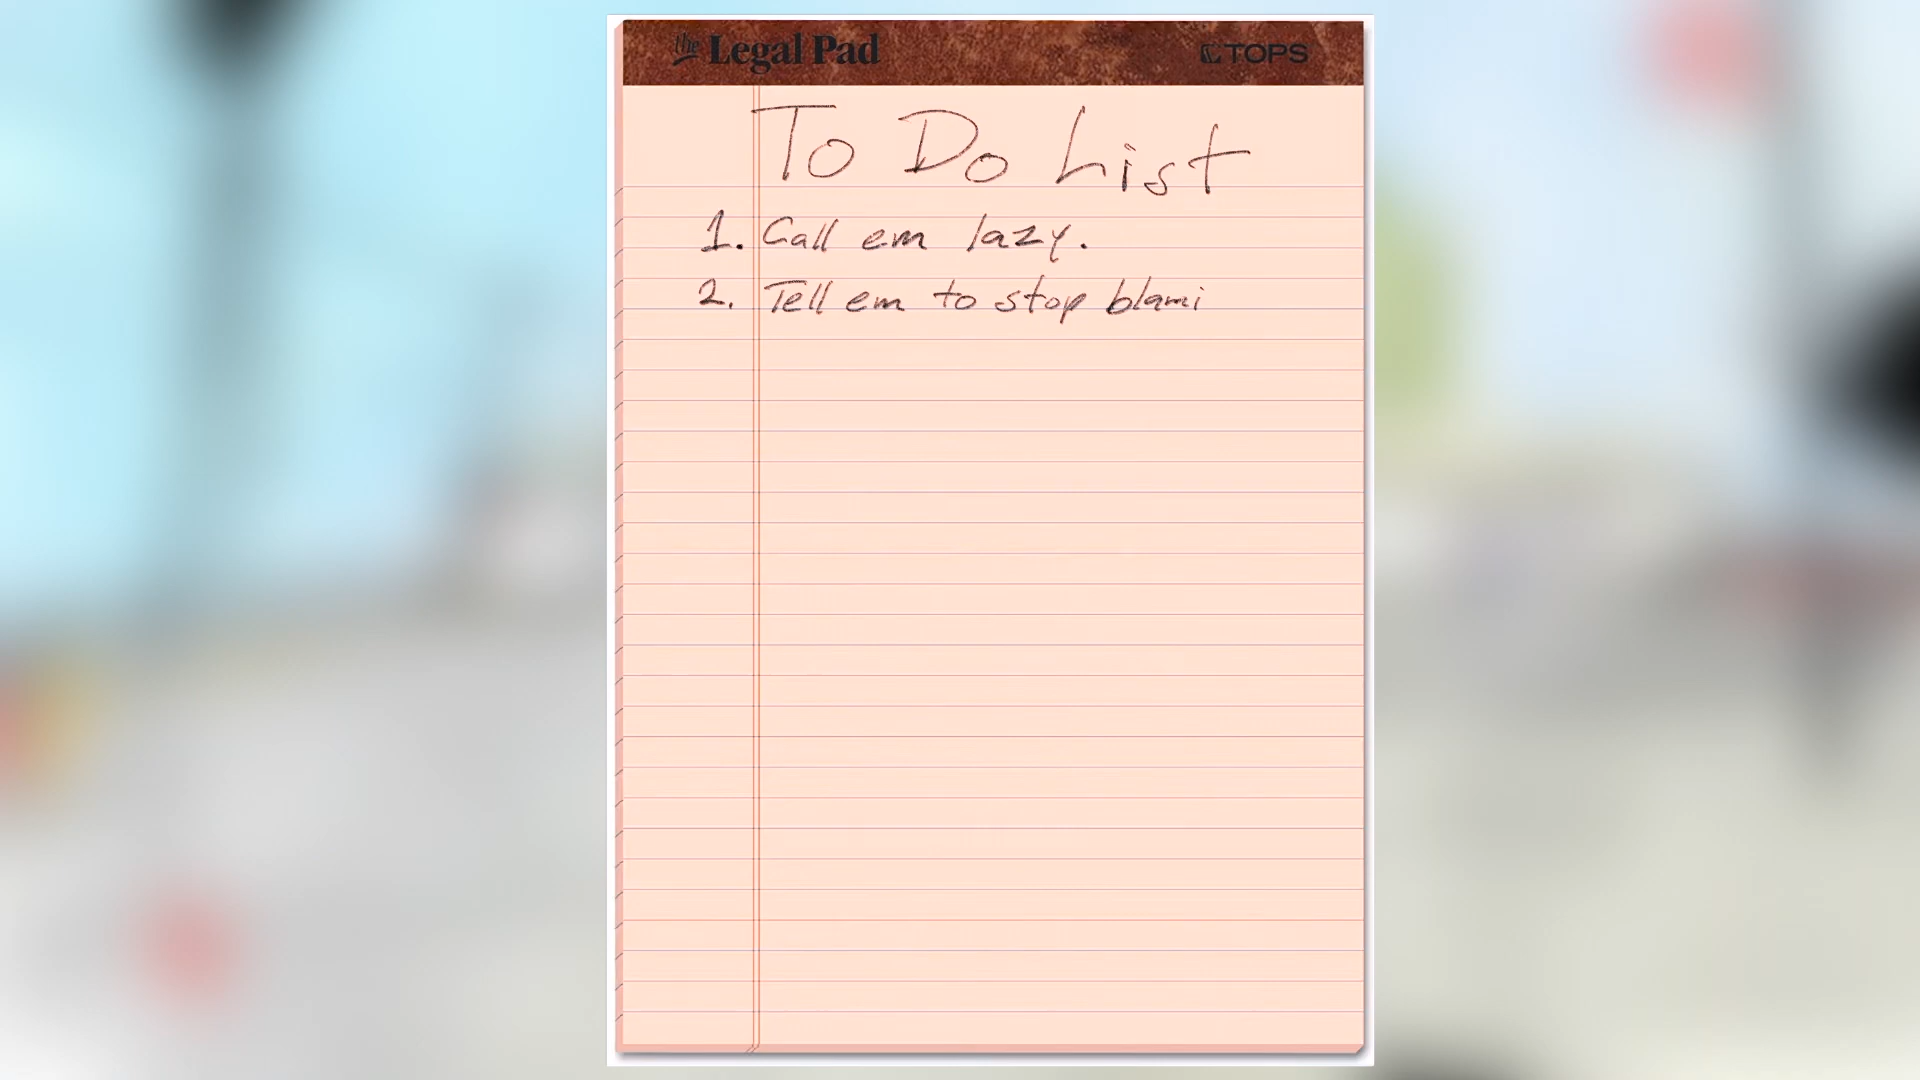 the Legal Pad TOPS
To Do List
1. Call em lazy.
2. Tell em to stop blami